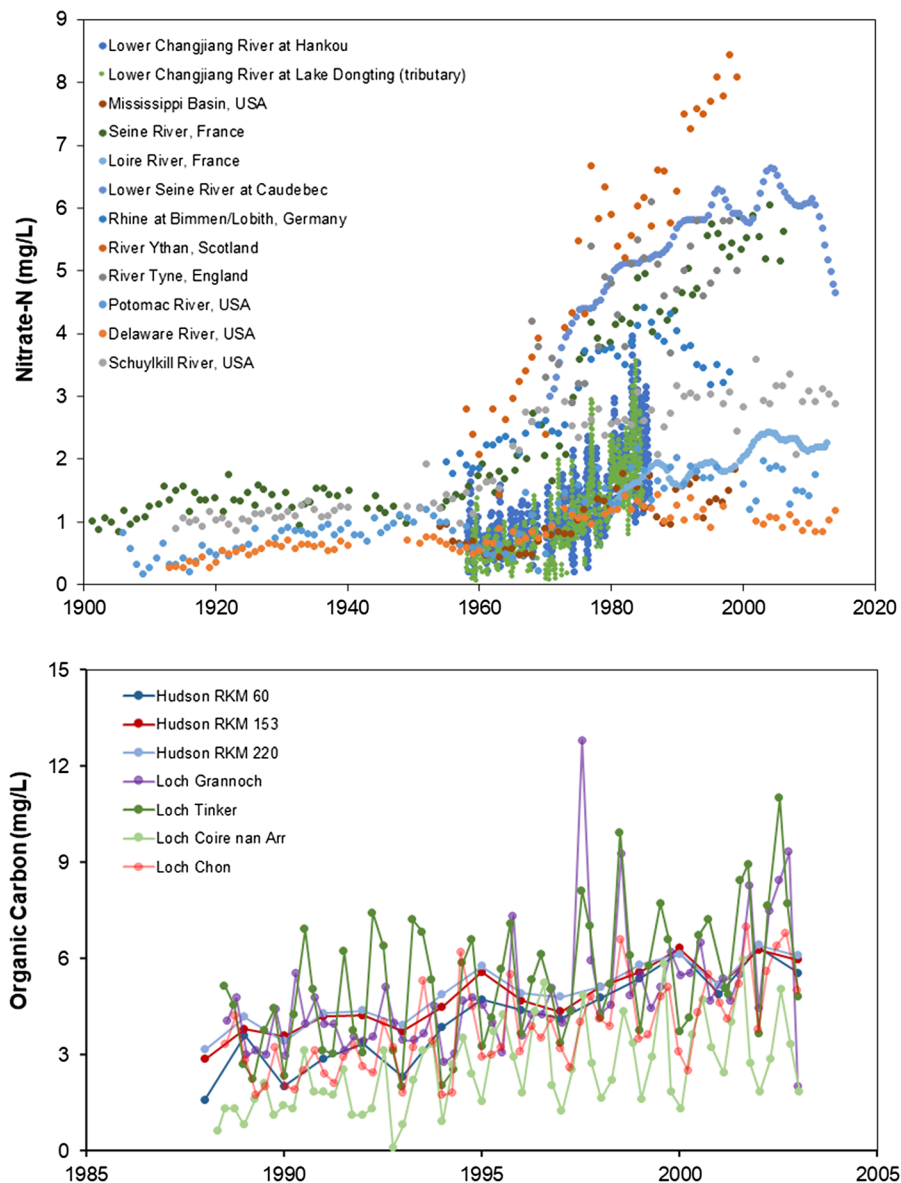 9
8
7
6
5
4
3
2
1
0
Nitrate-N (mg/L)
Lower Changjiang River at Hankou
Lower Changjiang River at Lake Dongting (tributary)
Mississippi Basin, USA
Seine River, France
Loire River, France
Lower Seine River at Caudebec
Rhine at Bimmen/Lobith, Germany
River Ythan, Scotland
River Tyne, England
Potomac River, USA
Delaware River, USA
Schuylkill River, USA
1900 1920 1940 1960 1980 2000 2020
15
12
9
6
3
0
Organic Carbon (mg/L)
Hudson RKM 60
Hudson RKM 153
Hudson RKM 220
Loch Grannoch
Loch Tinker
Loch Coire nan Arr
Loch Chon
1985 1990 1995 2000 2005